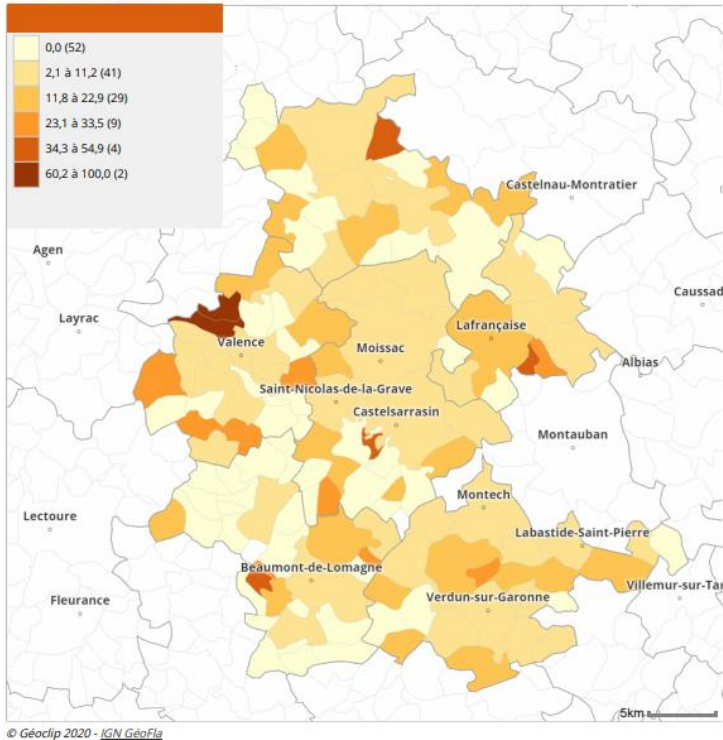 0,0 (52)
2,1 à 11,2 (41)
11,8 à 22,9 (29)
23,1 à 33,5 (9)
34,3 à 54,9 (4)
60,2 à 100,0 (2)
Castelnau-Montratier
Agen
Caussad
Layrac
Lafrançaise
Valence
Moissac
Albias
Saint-Nicolas-de-la-Grave
Castelsarrasin
Montauban
Montech
Lectoure
Labastide-Saint-Pierre
Beaumont-de-Lomagne
Villemur-sur-Tar
Fleurance
Verdun-sur-Garonne
5km
© Géoclip 2020 - IGN GéoFla